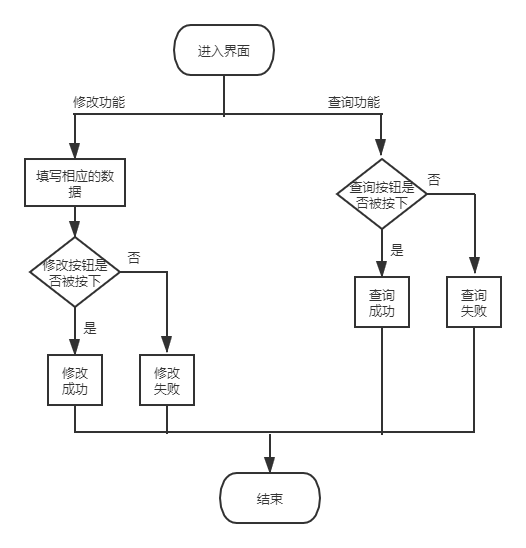 进入界面
修改功能
查询功能
填写相应的数
据
查询按钮是
否被按下
否
修改按钮是
否被按下
否
是
查询
成功
查询
失败
是
修改
成功
修改
失败
结束